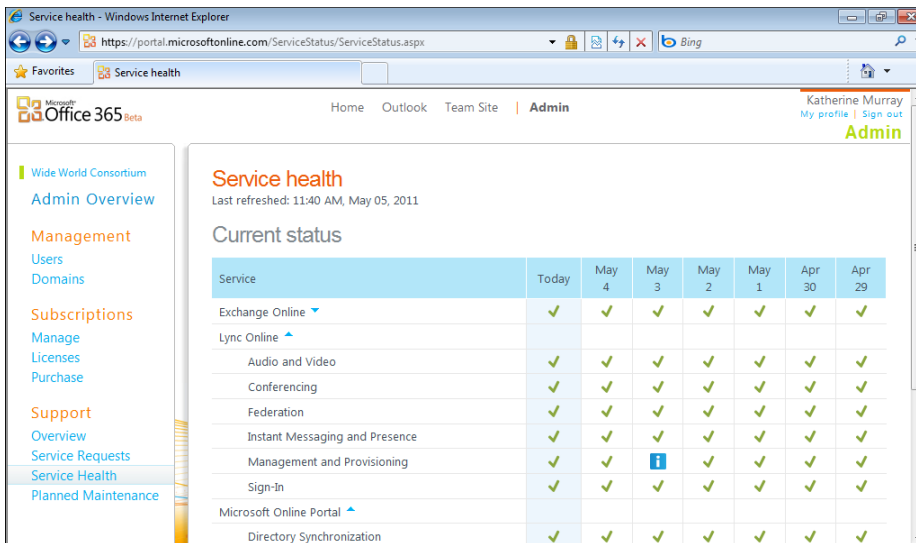 Service health - Windows Internet Explorer
https://portal.microsoftonline.com/ServiceStatus/ServiceStatus.aspx
Bing
Favorites
Service health
Microsoft
Office 365 Beta
Home Outlook Team Site | Admin
Katherine Murray
My profile | Sign out
Admin
Wide World Consortium
Admin Overview
Management
Users
Domains
Subscriptions
Manage
Licenses
Purchase
Support
Overview
Service Requests
Service Health
Planned Maintenance
Service health
Last refreshed: 11:40 AM, May 05, 2011
Current status
Service Today May 4 May 3 May 2 May 1 Apr 30 Apr 29
Exchange Online
Lync Online
Audio and Video
Conferencing
Federation
Instant Messaging and Presence
Management and Provisioning
Sign-In
Microsoft Online Portal
Directory Synchronization